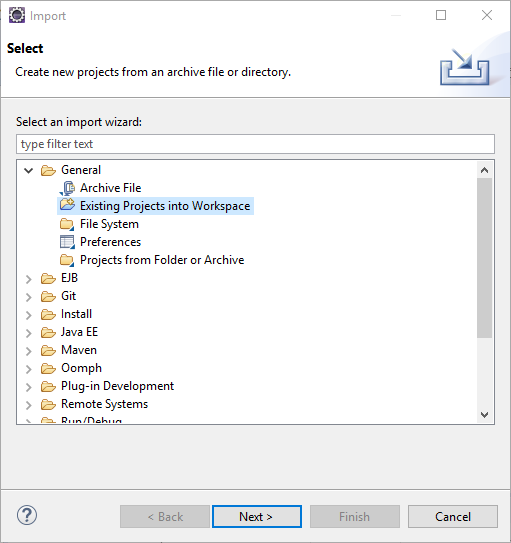 Import
Select
Create new projects from an archive file or directory.
Select an import wizard:
type filter text
General
Archive File
Existing Projects into Workspace
File System
Preferences
Projects from Folder or Archive
EJB
Git
Install
Java EE
Maven
Oomph
Plug-in Development
Remote Systems
Run/Debug
?
< Back
Next >
Finish
Cancel